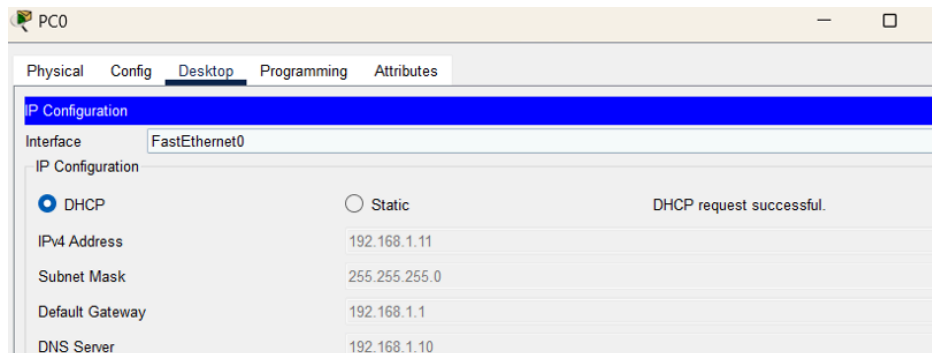 PC0
Physical Config Desktop Programming Attributes
IP Configuration
Interface FastEthernet0
IP Configuration
DHCP Static DHCP request successful.
IPv4 Address 192.168.1.11
Subnet Mask 255.255.255.0
Default Gateway 192.168.1.1
DNS Server 192.168.1.10